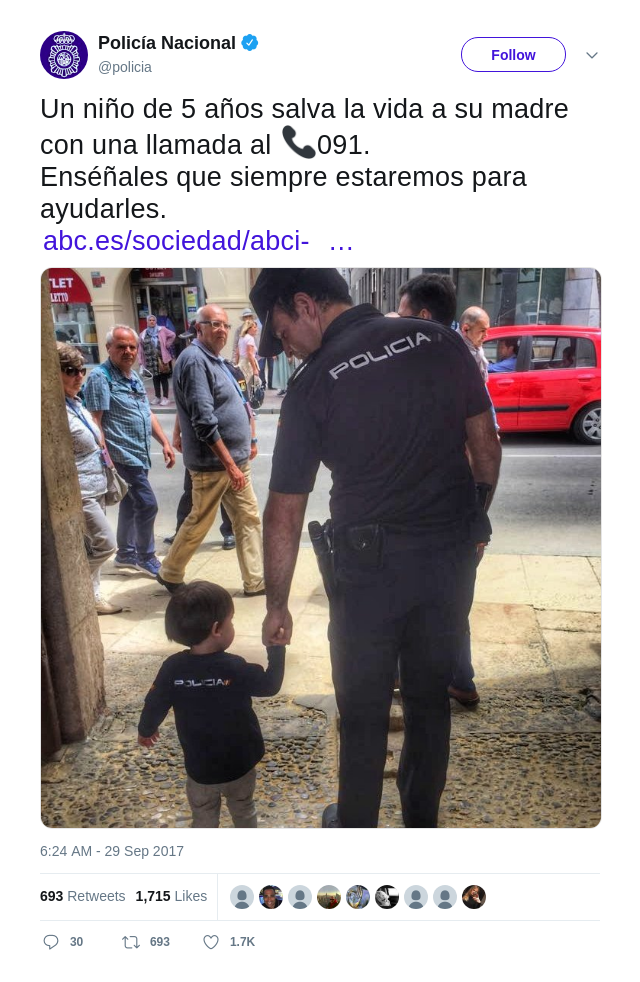 Policía Nacional
@policia
Follow
Un niño de 5 años salva la vida a su madre
con una llamada al 📞091.
Enséñales que siempre estaremos para
ayudarles.
abc.es/sociedad/abci- …
TLET
LETTO
POLICIA
POLICIA
6:24 AM - 29 Sep 2017
693 Retweets 1,715 Likes
30 693 1.7K